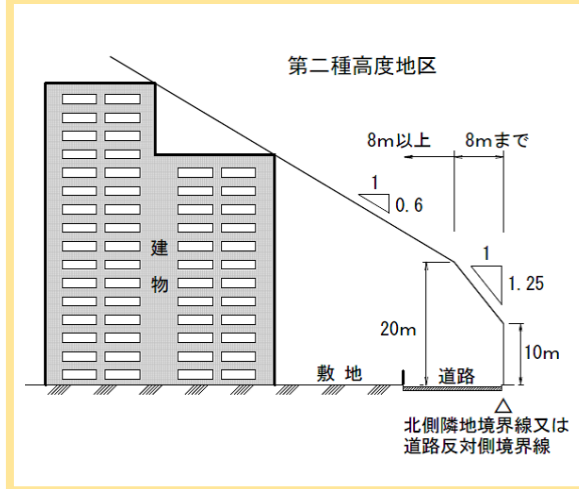 第二種高度地区
8m以上
8mまで
1
0.6
1
1.25
建
物
20m
10m
敷地
道路
北側隣地境界線又は
道路反対側境界線